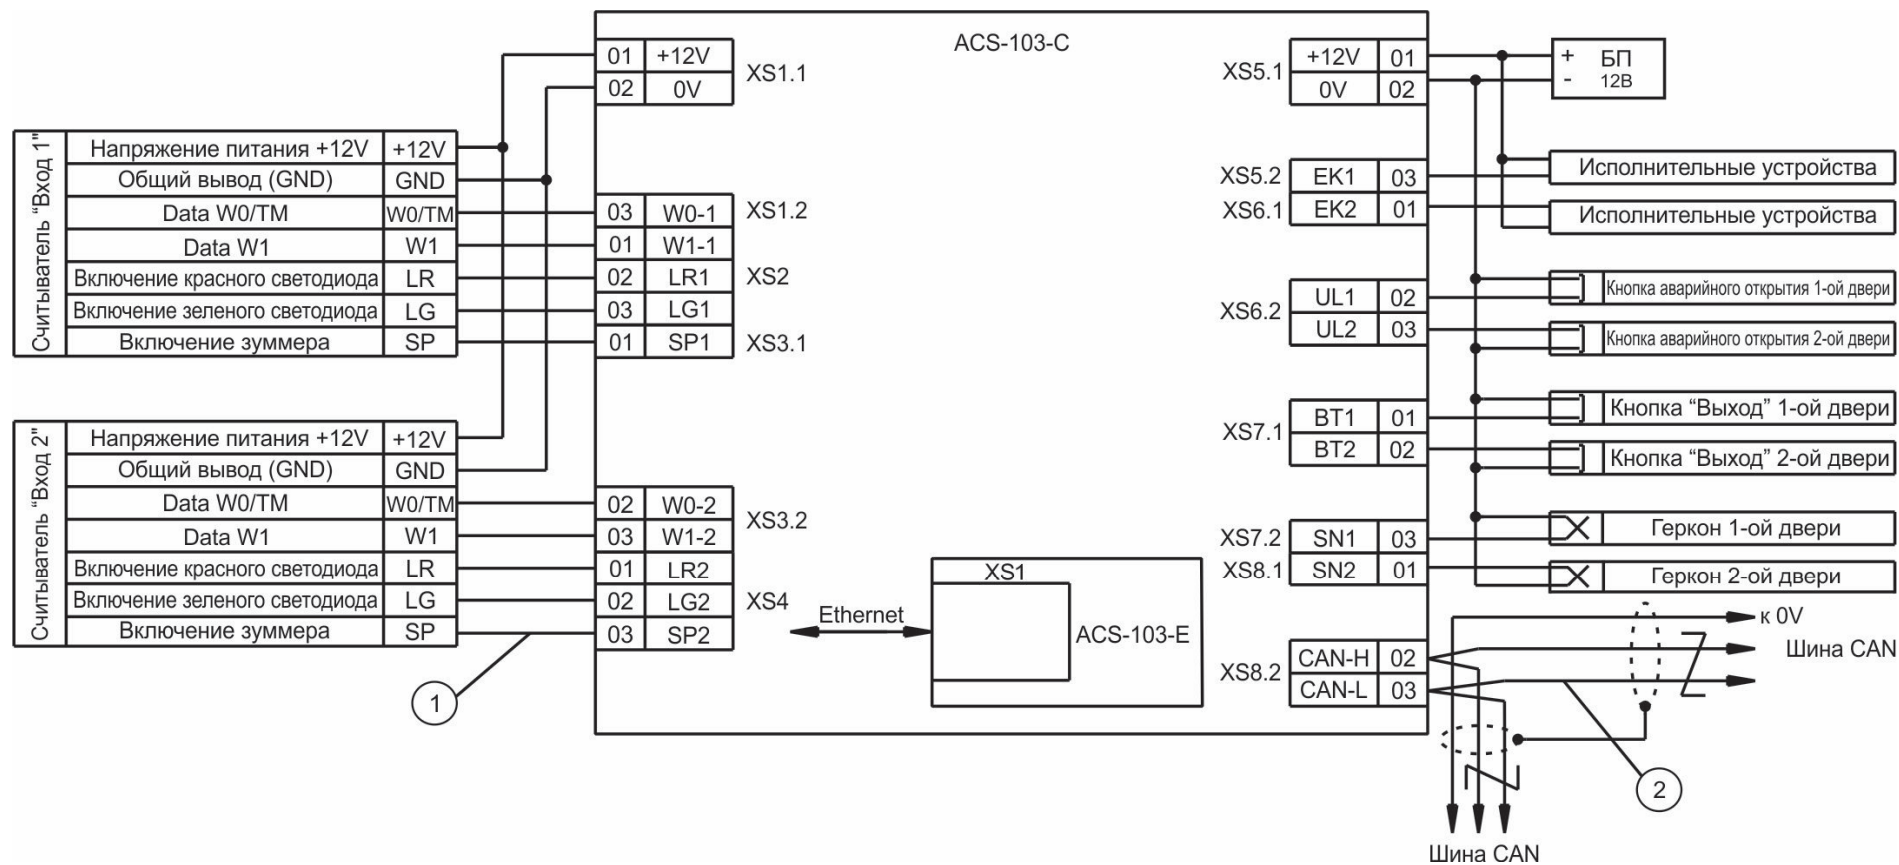 ACS-103-C
01 +12V
02 0V
XS1.1
Считыватель “Вход 1"
Напряжение питания +12V +12V
Общий вывод (GND) GND
Data W0/TM W0/TM
Data W1 W1
Включение красного светодиода LR
Включение зеленого светодиода LG
Включение зуммера SP
03 W0-1 XS1.2
01 W1-1
02 LR1 XS2
03 LG1
01 SP1 XS3.1
Считыватель “Вход 2"
Напряжение питания +12V +12V
Общий вывод (GND) GND
Data W0/TM W0/TM
Data W1 W1
Включение красного светодиода LR
Включение зеленого светодиода LG
Включение зуммера SP
02 W0-2
XS3.2
03 W1-2
01 LR2
02 LG2 XS4
03 SP2
1
Ethernet
XS1
ACS-103-E
XS5.1
+12V 01
0V 02
+ БП
- 12В
XS5.2 EK1 03
XS6.1 EK2 01
Исполнительные устройства
Исполнительные устройства
XS6.2
UL1 02
UL2 03
Кнопка аварийного открытия 1-ой двери
Кнопка аварийного открытия 2-ой двери
XS7.1
BT1 01
BT2 02
Кнопка “Выход” 1-ой двери
Кнопка “Выход” 2-ой двери
XS7.2 SN1 03
XS8.1 SN2 01
Геркон 1-ой двери
Геркон 2-ой двери
XS8.2
CAN-H 02
CAN-L 03
к 0V
Шина CAN
2
Шина CAN